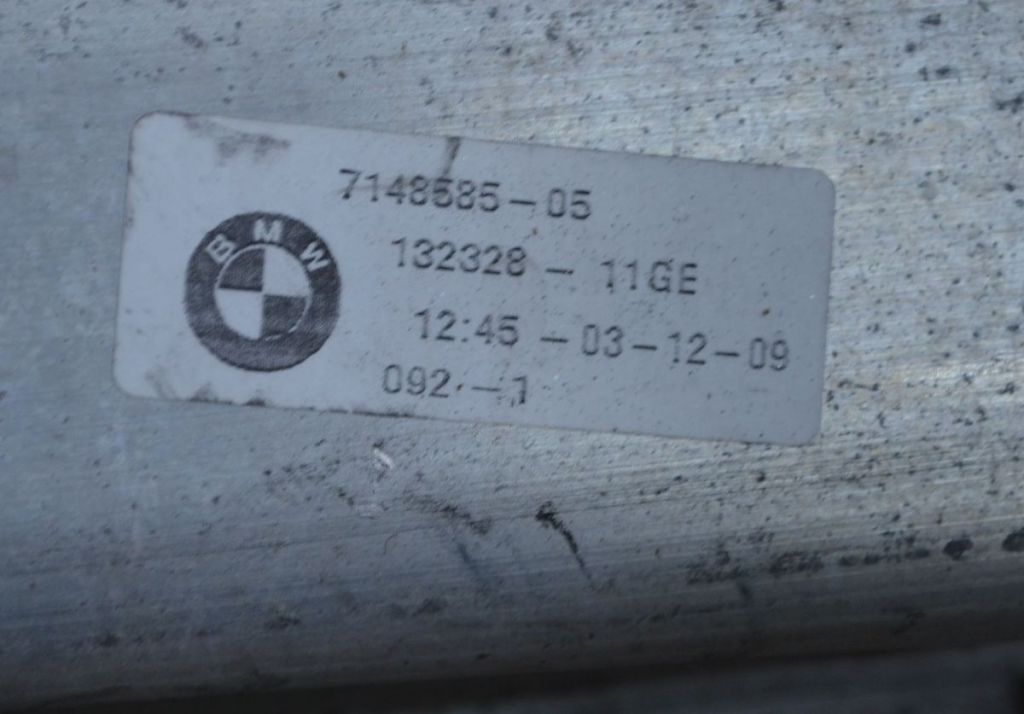 7148585-05
BMW
132328 - 11GE
12:45 - 03-12-09
092 - 1